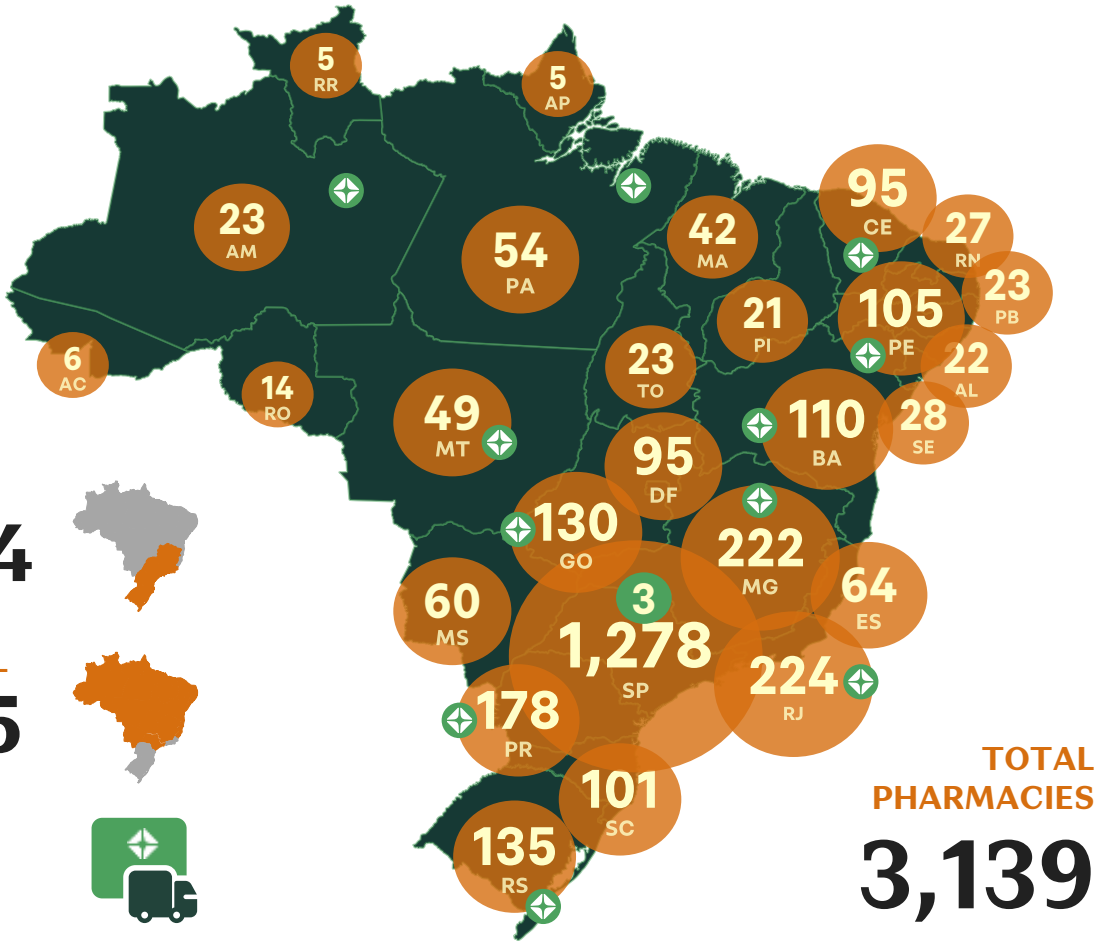 5
RR
5
AP
95
CE
23
AM
42
MA
27
RN
54
PA
23
PB
105
PE
21
PI
6
AC
23
TO
22
AL
14
RO
49
MT
110
BA
28
SE
95
DF
130
GO
222
MG
4
64
ES
60
MS
3
1,278
SP
224
RJ
178
PR
5
101
SC
135
RS
TOTAL
PHARMACIES
3,139